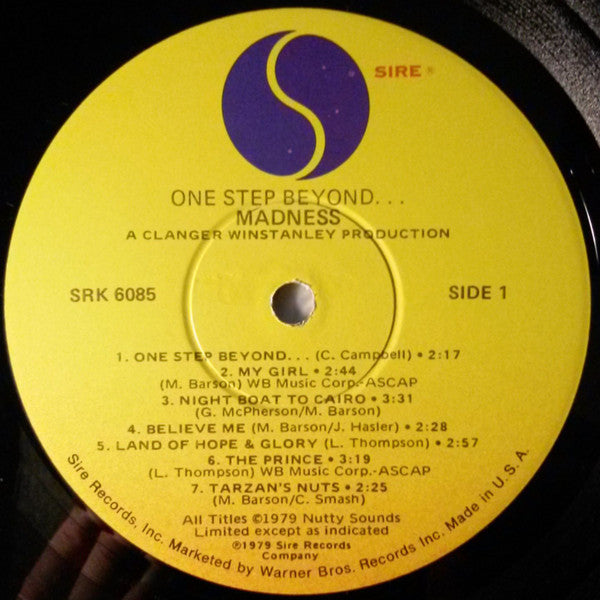 SIRE ®
ONE STEP BEYOND...
MADNESS
A CLANGER WINSTANLEY PRODUCTION
SRK 6085
SIDE 1
1. ONE STEP BEYOND... (C. Campbell) • 2:17
2. MY GIRL • 2:44
(M. Barson) WB Music Corp.-ASCAP
3. NIGHT BOAT TO CAIRO • 3:31
(G. McPherson/M. Barson)
4. BELIEVE ME (M. Barson/J. Hasler) • 2:28
5. LAND OF HOPE & GLORY (L. Thompson) • 2:57
6. THE PRINCE • 3:19
(L. Thompson) WB Music Corp.-ASCAP
7. TARZAN'S NUTS • 2:25
(M. Barson/C. Smash)
All Titles ©1979 Nutty Sounds
Limited except as indicated
℗1979 Sire Records
Company
Sire Records, Inc. Marketed by Warner Bros. Records Inc. Made in U.S.A.